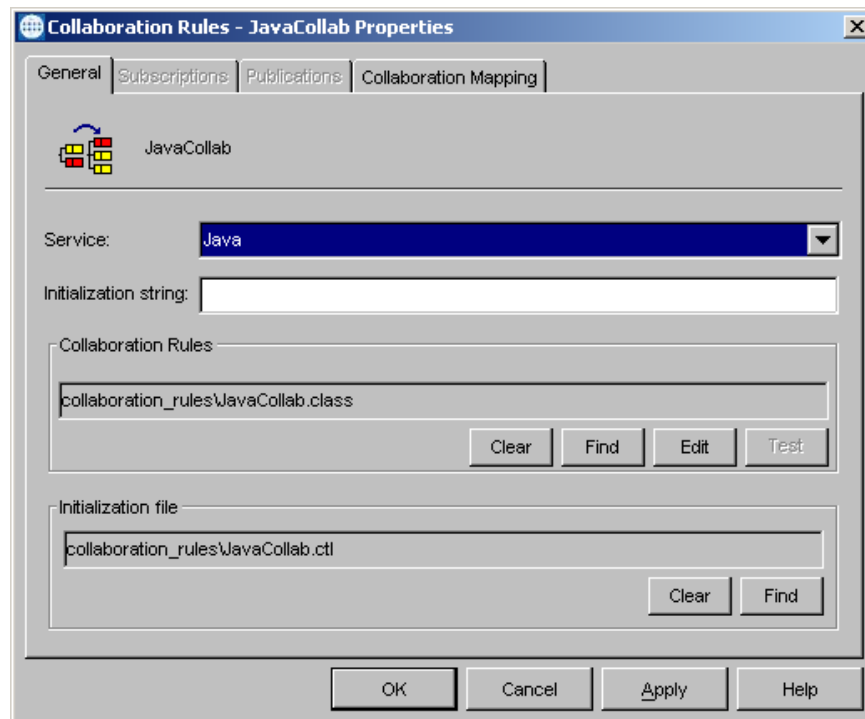 Collaboration Rules - JavaCollab Properties
General Subscriptions Publications Collaboration Mapping
JavaCollab
Service: Java
Initialization string:
Collaboration Rules
collaboration_rules\JavaCollab.class
Clear Find Edit Test
Initialization file
collaboration_rules\JavaCollab.ctl
Clear Find
OK Cancel Apply Help